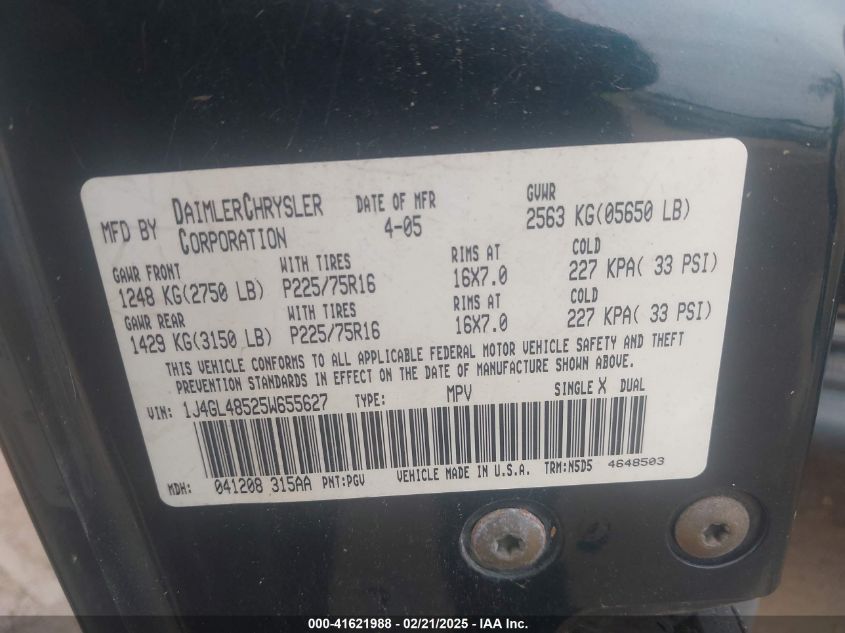 MFD BY DAIMLERCHRYSLER CORPORATION DATE OF MFR 4-05 GVWR 2563 KG(05650 LB)
GAWR FRONT WITH TIRES RIMS AT COLD
1248 KG(2750 LB) P225/75R16 16X7.0 227 KPA( 33 PSI)
GAWR REAR WITH TIRES RIMS AT COLD
1429 KG(3150 LB) P225/75R16 16X7.0 227 KPA( 33 PSI)
THIS VEHICLE CONFORMS TO ALL APPLICABLE FEDERAL MOTOR VEHICLE SAFETY AND THEFT
PREVENTION STANDARDS IN EFFECT ON THE DATE OF MANUFACTURE SHOWN ABOVE.
VIN: 1J4GL48525W655627 TYPE: MPV SINGLE X DUAL
MDH: 041208 315AA PNT:PGV VEHICLE MADE IN U.S.A. TRM:N5D5 4648503
000-41621988 - 02/21/2025 - IAA Inc.